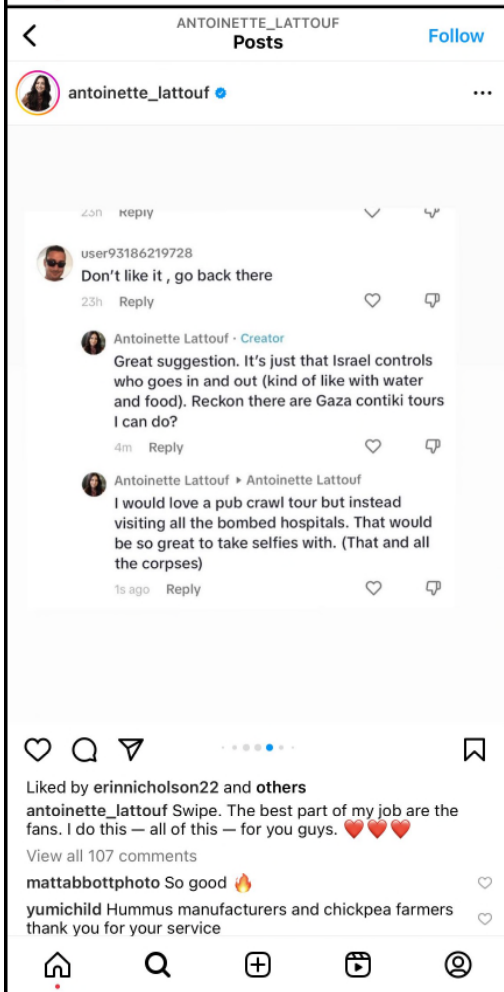 ANTOINETTE_LATTOUF
Posts
Follow
antoinette_lattouf
23h Reply
user93186219728
Don't like it , go back there
23h Reply
Antoinette Lattouf · Creator
Great suggestion. It's just that Israel controls
who goes in and out (kind of like with water
and food). Reckon there are Gaza contiki tours
I can do?
4m Reply
Antoinette Lattouf ▸ Antoinette Lattouf
I would love a pub crawl tour but instead
visiting all the bombed hospitals. That would
be so great to take selfies with. (That and all
the corpses)
1s ago Reply
Liked by erinnicholson22 and others
antoinette_lattouf Swipe. The best part of my job are the
fans. I do this — all of this — for you guys. ❤️❤️❤️
View all 107 comments
mattabbottphoto So good 🔥
yumichild Hummus manufacturers and chickpea farmers
thank you for your service